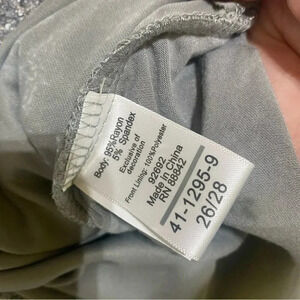 Body: 95%Rayon
5% Spandex
Exclusive of
decoration
Front Lining: 100%Polyester
92692
Made in China
RN 88842
41-1295-9
26/28